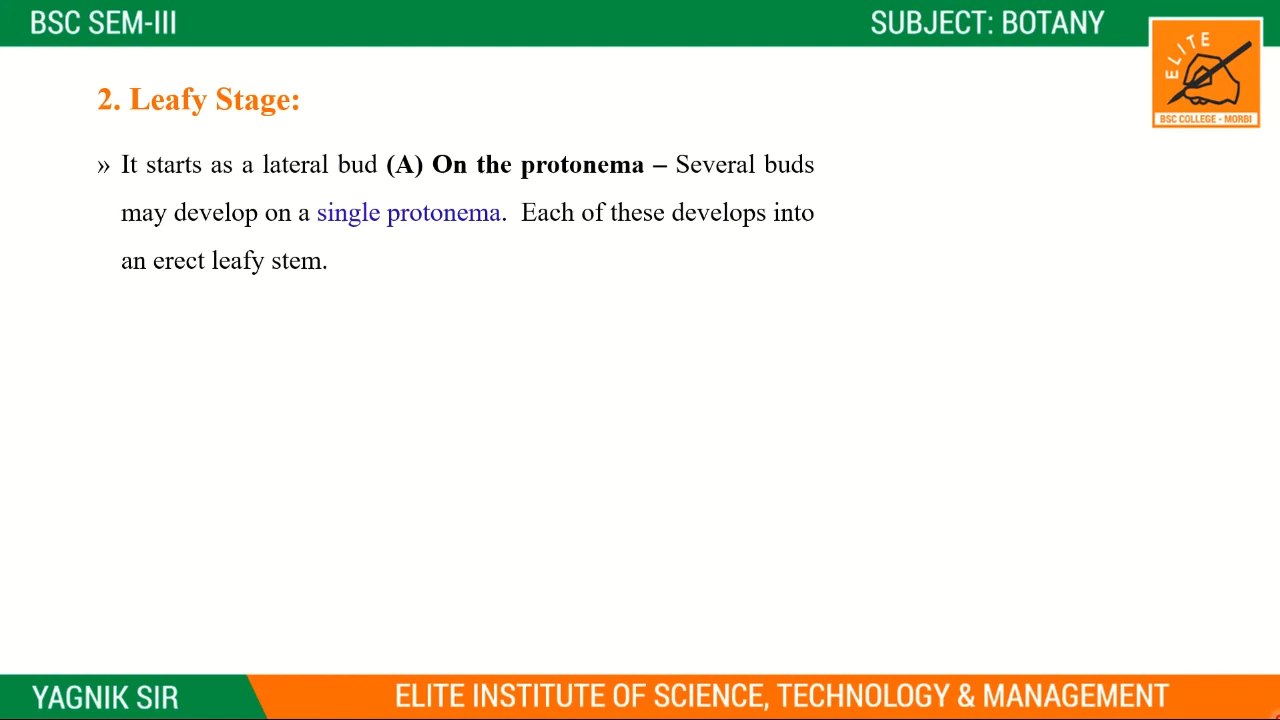 BSC SEM-III
SUBJECT: BOTANY
ELITE
BSC COLLEGE - MORBI
2. Leafy Stage:
» It starts as a lateral bud (A) On the protonema – Several buds
may develop on a single protonema. Each of these develops into
an erect leafy stem.
YAGNIK SIR
ELITE INSTITUTE OF SCIENCE, TECHNOLOGY & MANAGEMENT